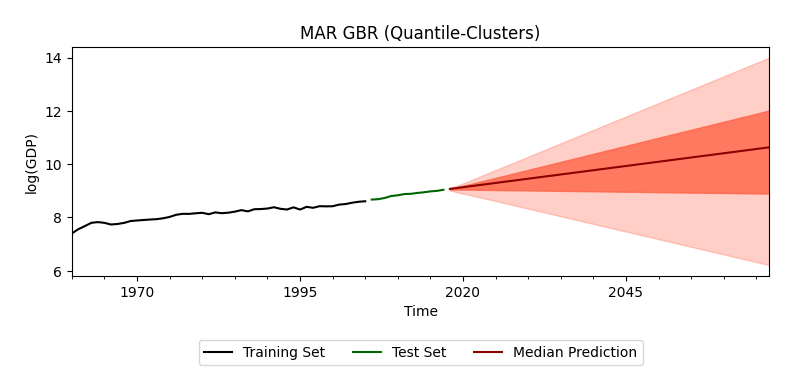 MAR GBR (Quantile-Clusters)
14
12
10
8
6
log(GDP)
1970 1995 2020 2045
Time
Training Set Test Set Median Prediction